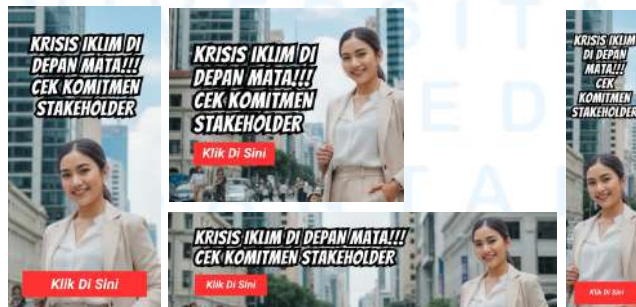 KRISIS IKLIM DI
DEPAN MATA!!!
CEK KOMITMEN
STAKEHOLDER
Klik Di Sini
KRISIS IKLIM DI
DEPAN MATA!!!
CEK KOMITMEN
STAKEHOLDER
Klik Di Sini
KRISIS IKLIM DI DEPAN MATA!!!
CEK KOMITMEN STAKEHOLDER
Klik Di Sini
KRISIS IKLIM
DI DEPAN
MATA!!!
CEK
KOMITMEN
STAKEHOLDER
Klik Di Sini